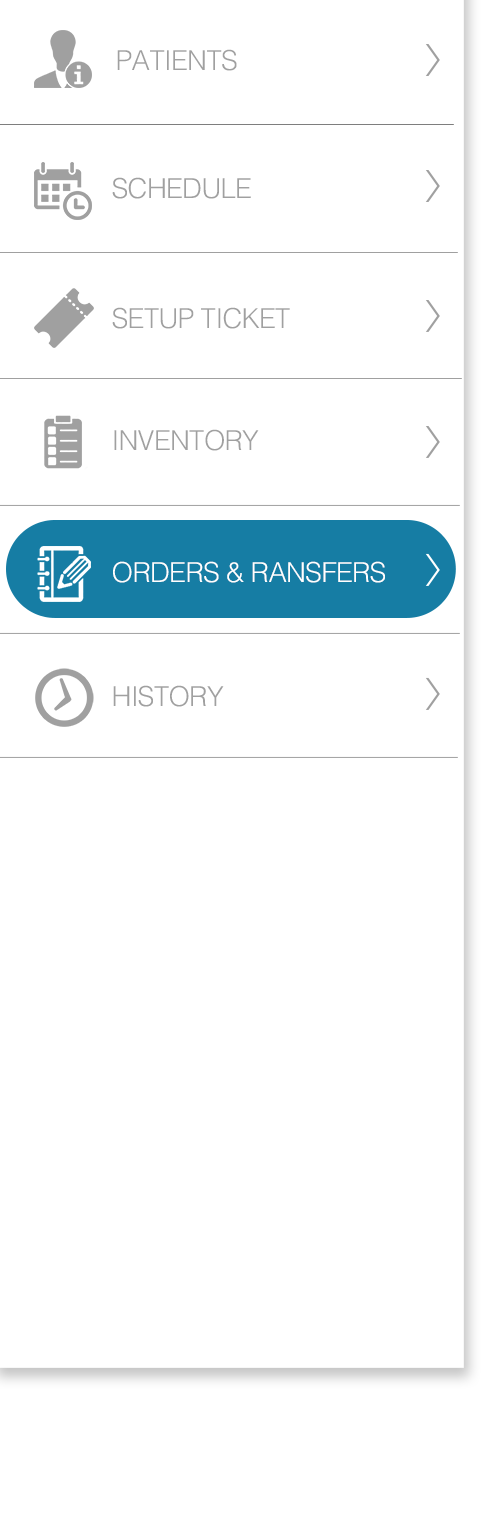 PATIENTS
SCHEDULE
SETUP TICKET
INVENTORY
ORDERS & RANSFERS
HISTORY